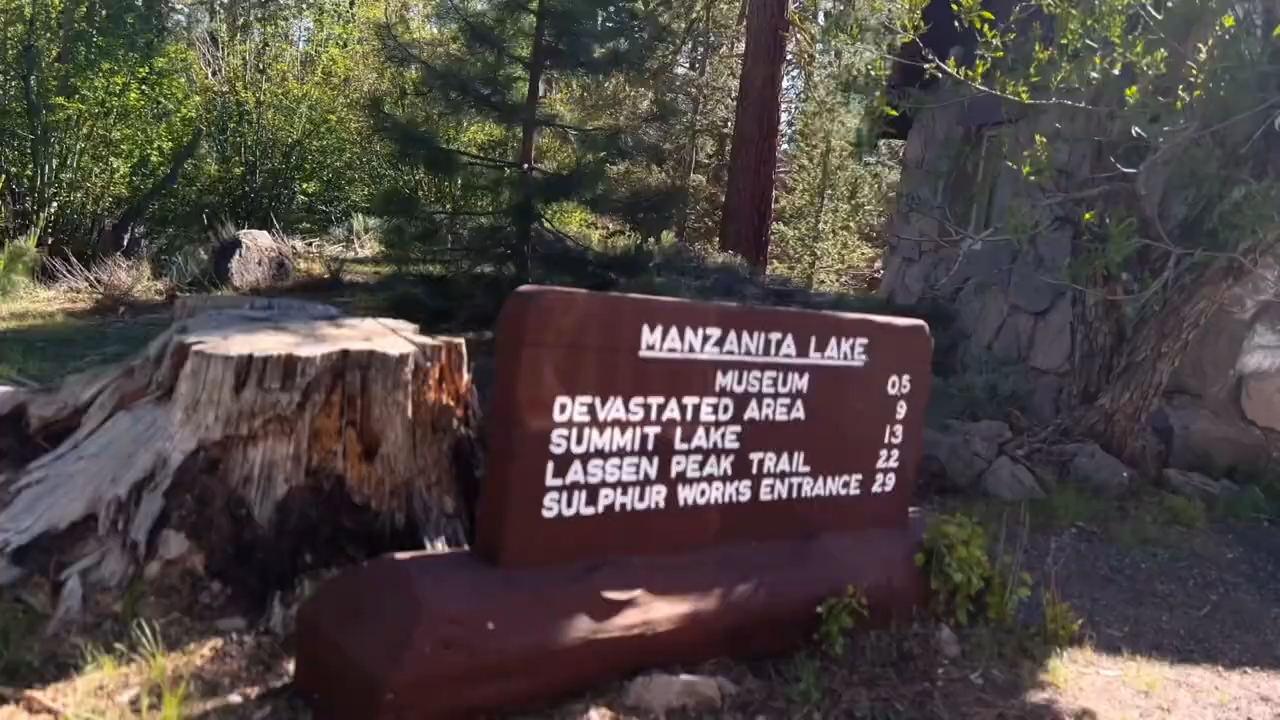 MANZANITA LAKE
MUSEUM 0.5
DEVASTATED AREA 9
SUMMIT LAKE 13
LASSEN PEAK TRAIL 22
SULPHUR WORKS ENTRANCE 29